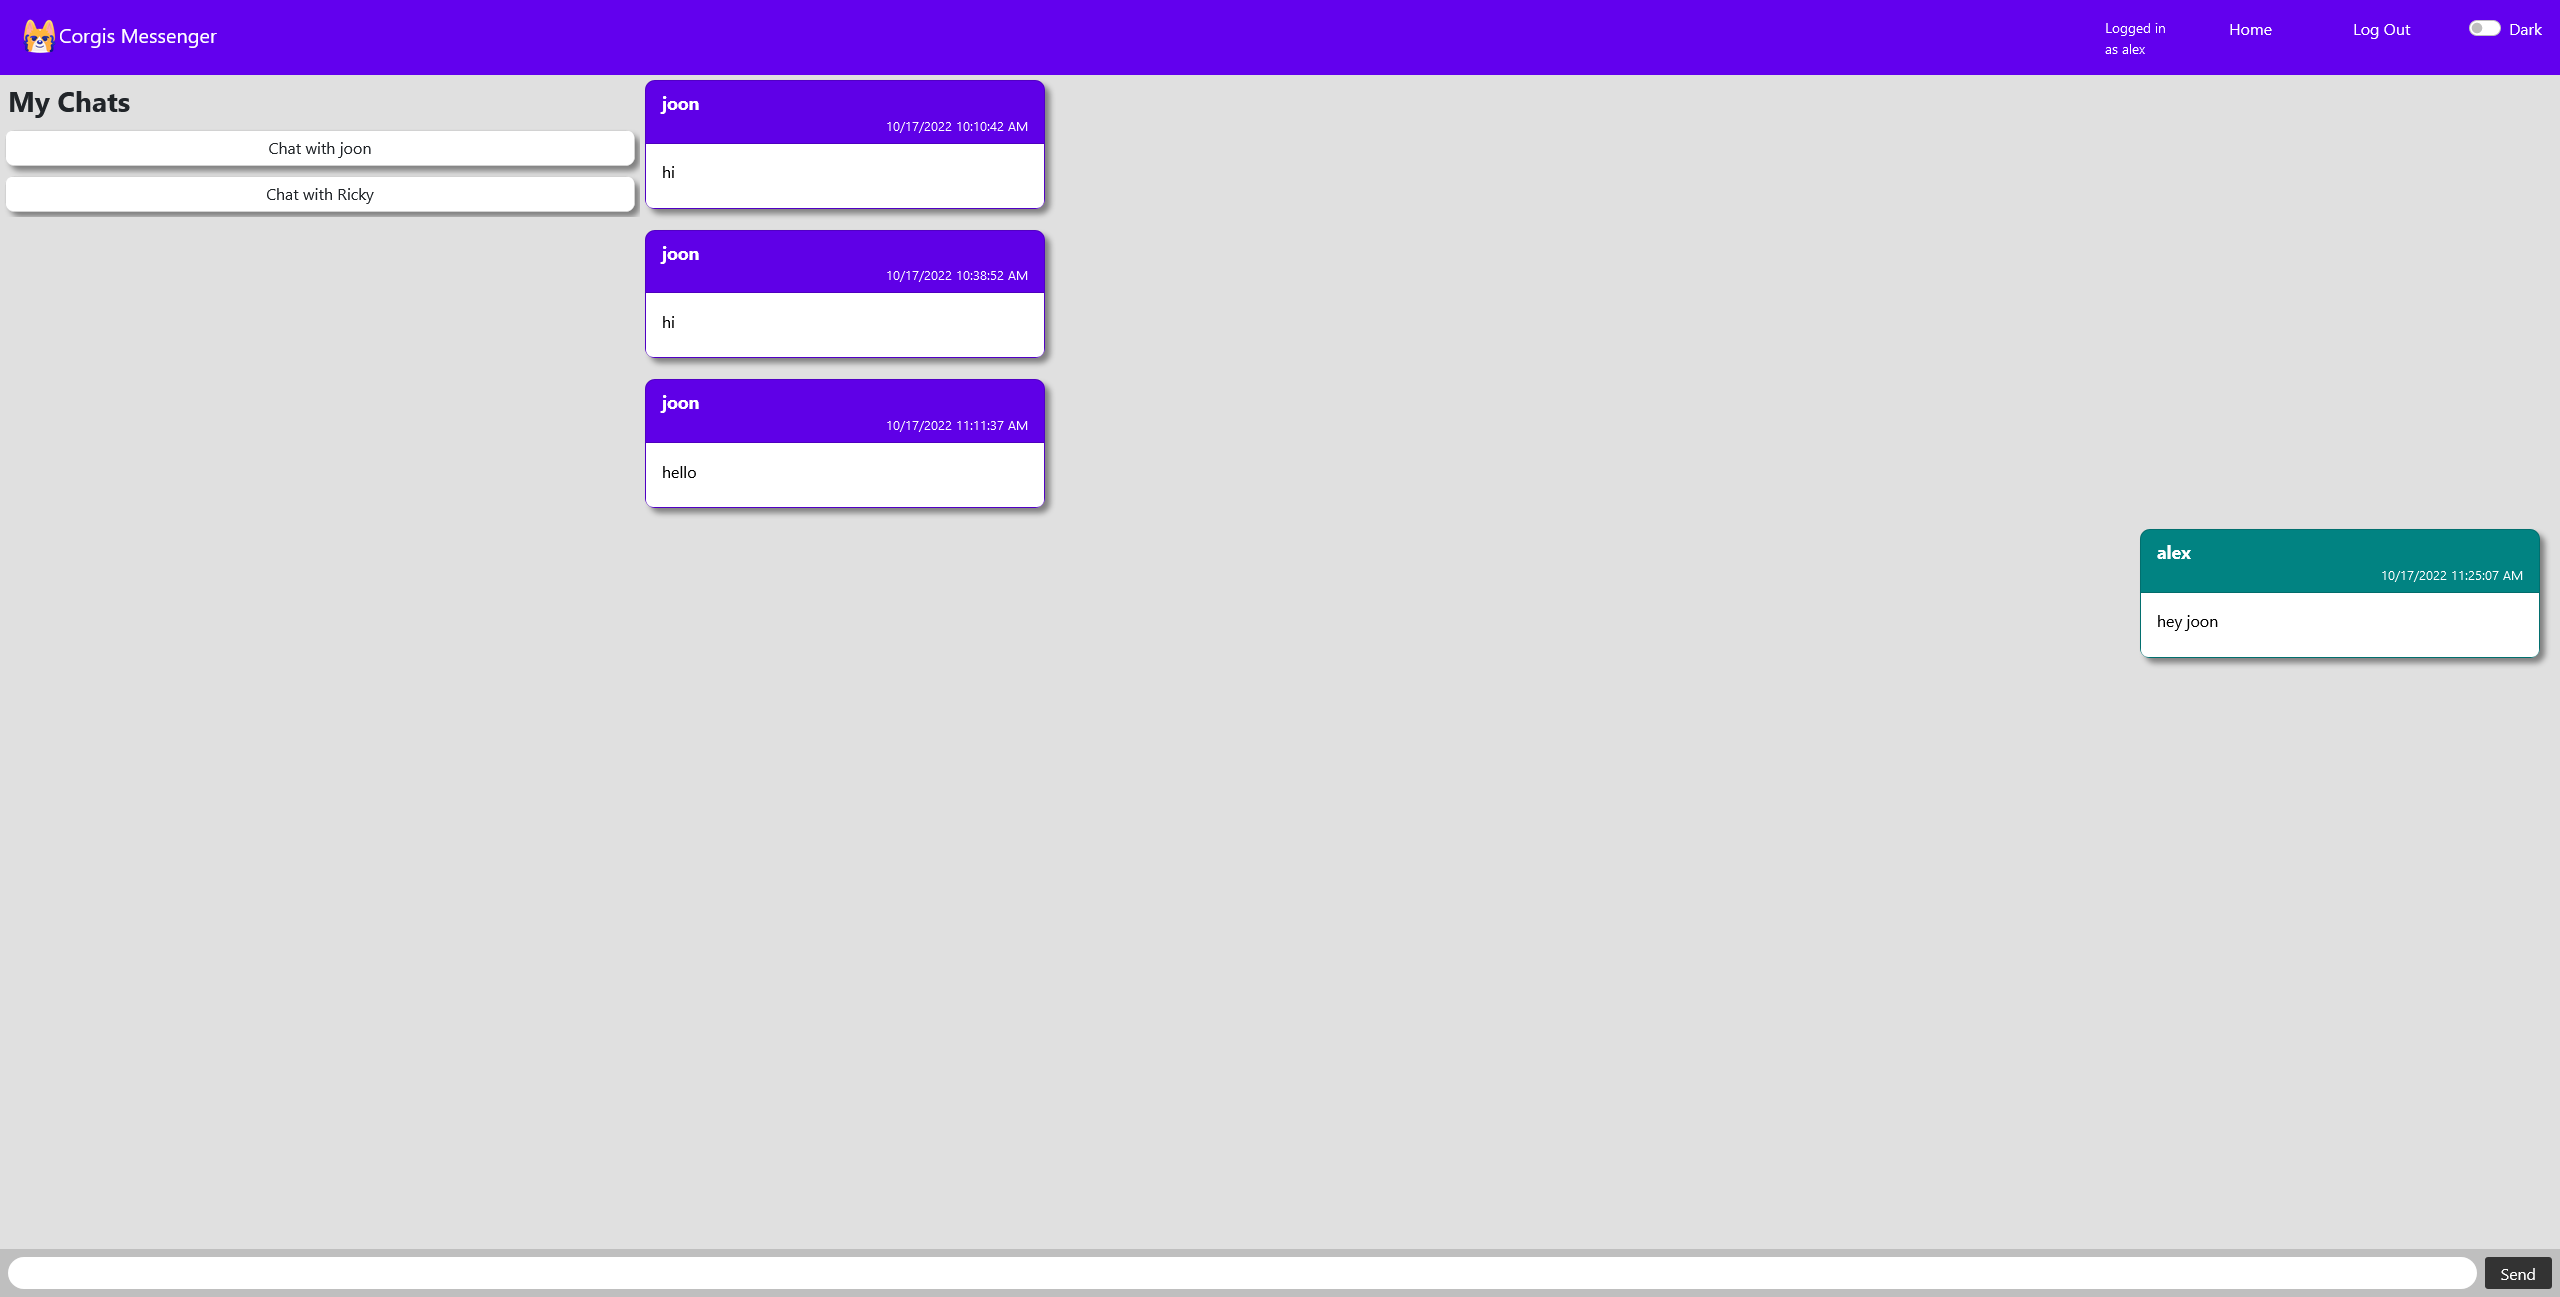 Corgis Messenger
Logged in
as alex
Home
Log Out
Dark
My Chats
Chat with joon
Chat with Ricky
joon
10/17/2022 10:10:42 AM
hi
joon
10/17/2022 10:38:52 AM
hi
joon
10/17/2022 11:11:37 AM
hello
alex
10/17/2022 11:25:07 AM
hey joon
Send